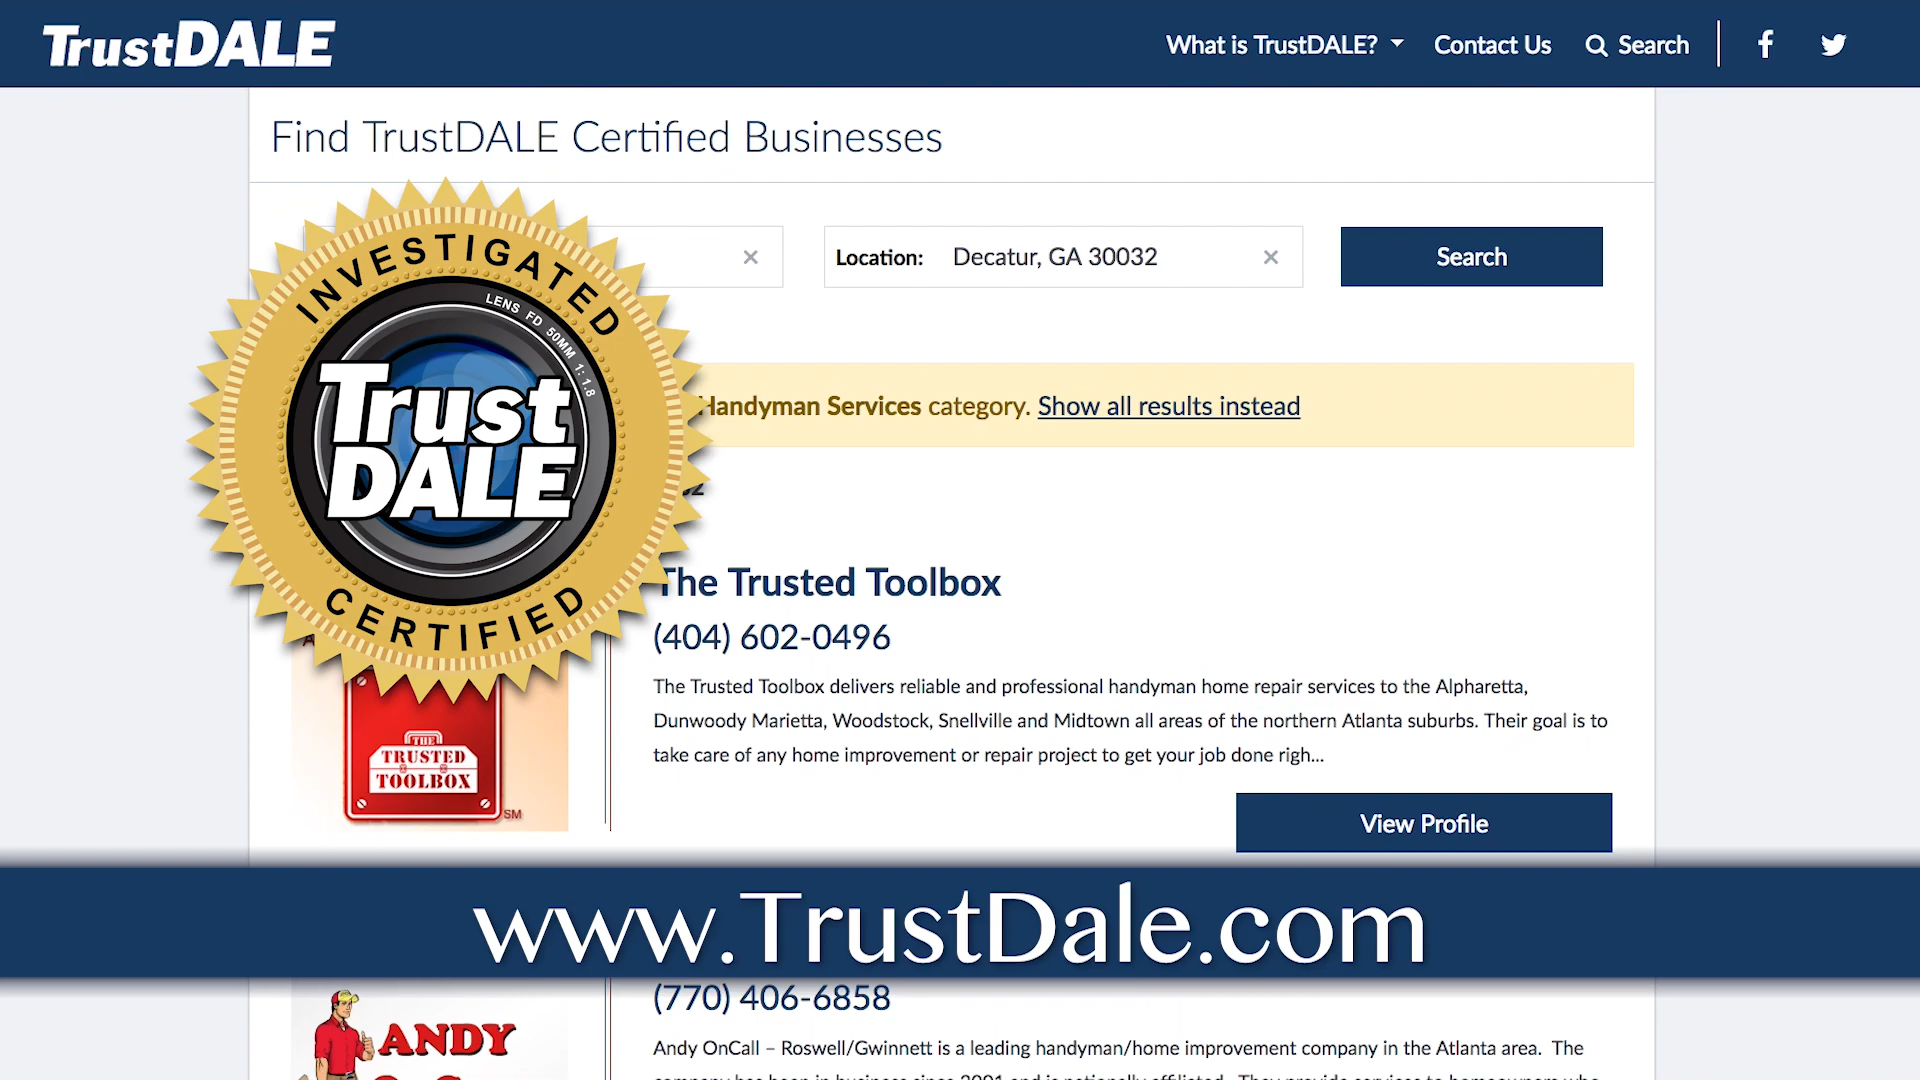 TrustDALE
What is TrustDALE?
Contact Us
Search
Find TrustDALE Certified Businesses
Location: Decatur, GA 30032
Search
INVESTIGATED
LENS FD 50MM 1:1.8
Trust
DALE
CERTIFIED
Handyman Services category. Show all results instead
The Trusted Toolbox
(404) 602-0496
The Trusted Toolbox delivers reliable and professional handyman home repair services to the Alpharetta,
Dunwoody Marietta, Woodstock, Snellville and Midtown all areas of the northern Atlanta suburbs. Their goal is to
take care of any home improvement or repair project to get your job done righ...
THE
TRUSTED
TOOLBOX
SM
View Profile
www.TrustDale.com
(770) 406-6858
ANDY
Andy OnCall – Roswell/Gwinnett is a leading handyman/home improvement company in the Atlanta area. The